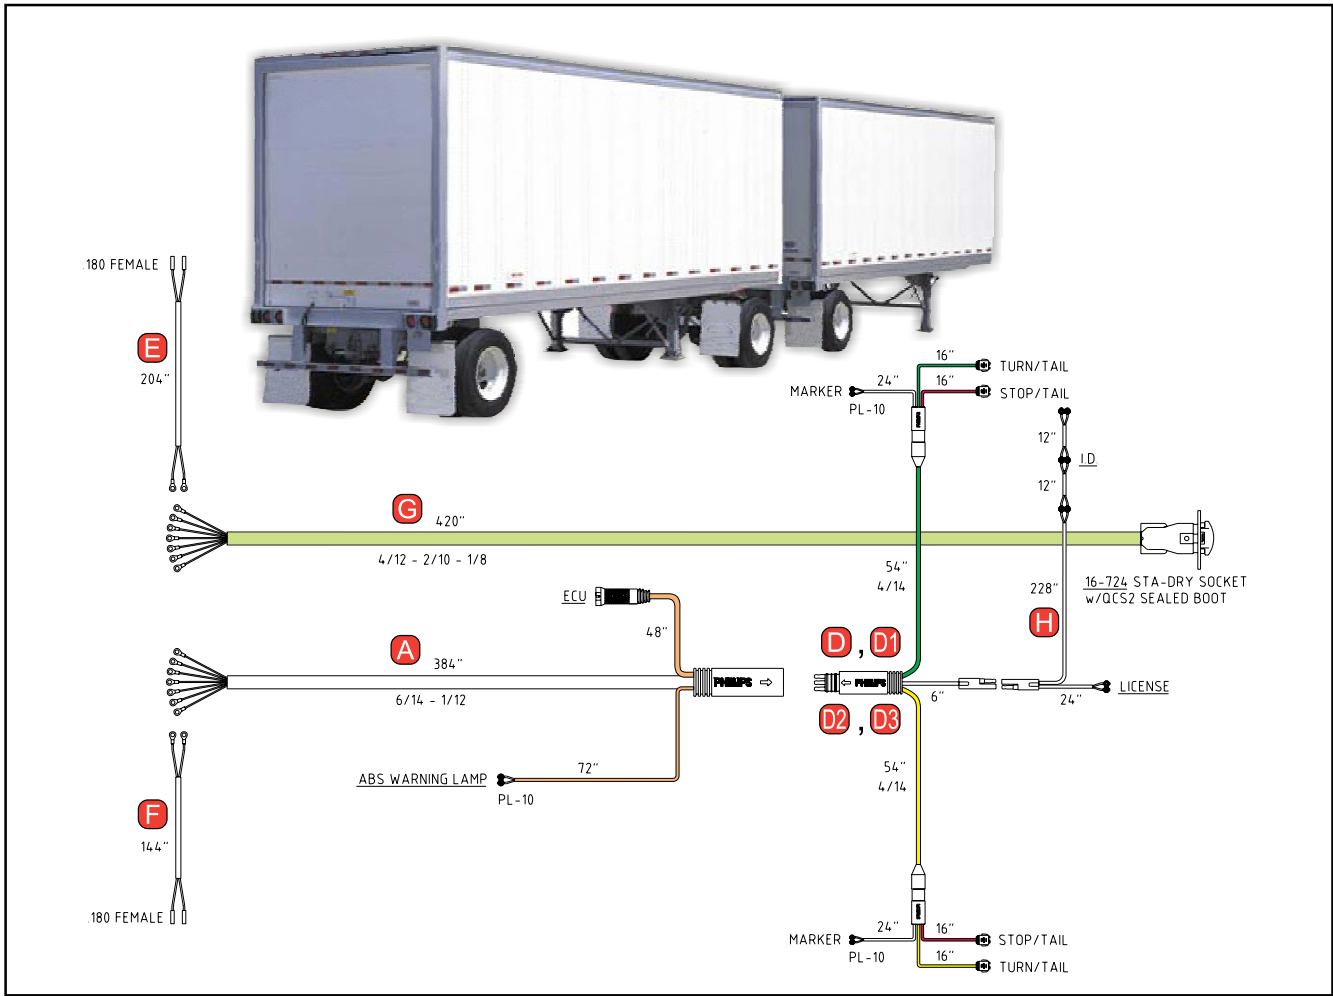 .180 FEMALE
E
204"
16"
TURN/TAIL
MARKER
24"
16"
STOP/TAIL
PL-10
12"
I.D.
12"
G
420"
4/12 - 2/10 - 1/8
54"
4/14
16-724 STA-DRY SOCKET
w/QCS2 SEALED BOOT
228"
H
ECU
48"
A
384"
6/14 - 1/12
PHILLIPS
D , D1
PHILLIPS
6"
24"
LICENSE
D2 , D3
ABS WARNING LAMP
72"
PL-10
54"
4/14
F
144"
.180 FEMALE
MARKER
24"
16"
STOP/TAIL
PL-10
16"
TURN/TAIL